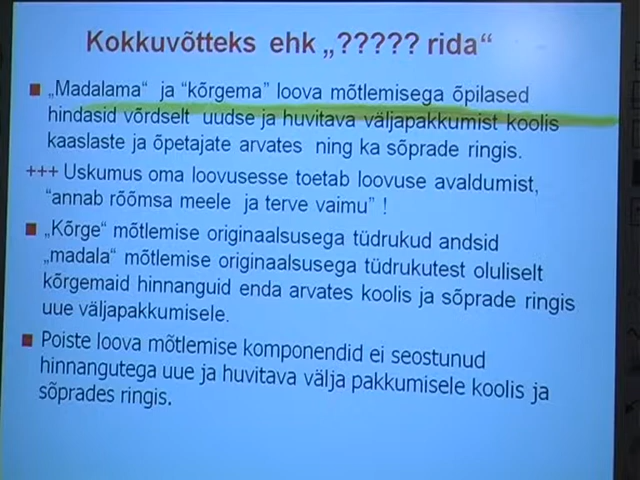 Kokkuvõtteks ehk „????? rida“
„Madalama“ ja “kõrgema” loova mõtlemisega õpilased
hindasid võrdselt uudse ja huvitava väljapakkumist koolis
kaaslaste ja õpetajate arvates ning ka sõprade ringis.
+++ Uskumus oma loovusesse toetab loovuse avaldumist,
“annab rõõmsa meele ja terve vaimu” !
„Kõrge“ mõtlemise originaalsusega tüdrukud andsid
„madala“ mõtlemise originaalsusega tüdrukutest oluliselt
kõrgemaid hinnanguid enda arvates koolis ja sõprade ringis
uue väljapakkumisele.
Poiste loova mõtlemise komponendid ei seostunud
hinnangutega uue ja huvitava välja pakkumisele koolis ja
sõprades ringis.